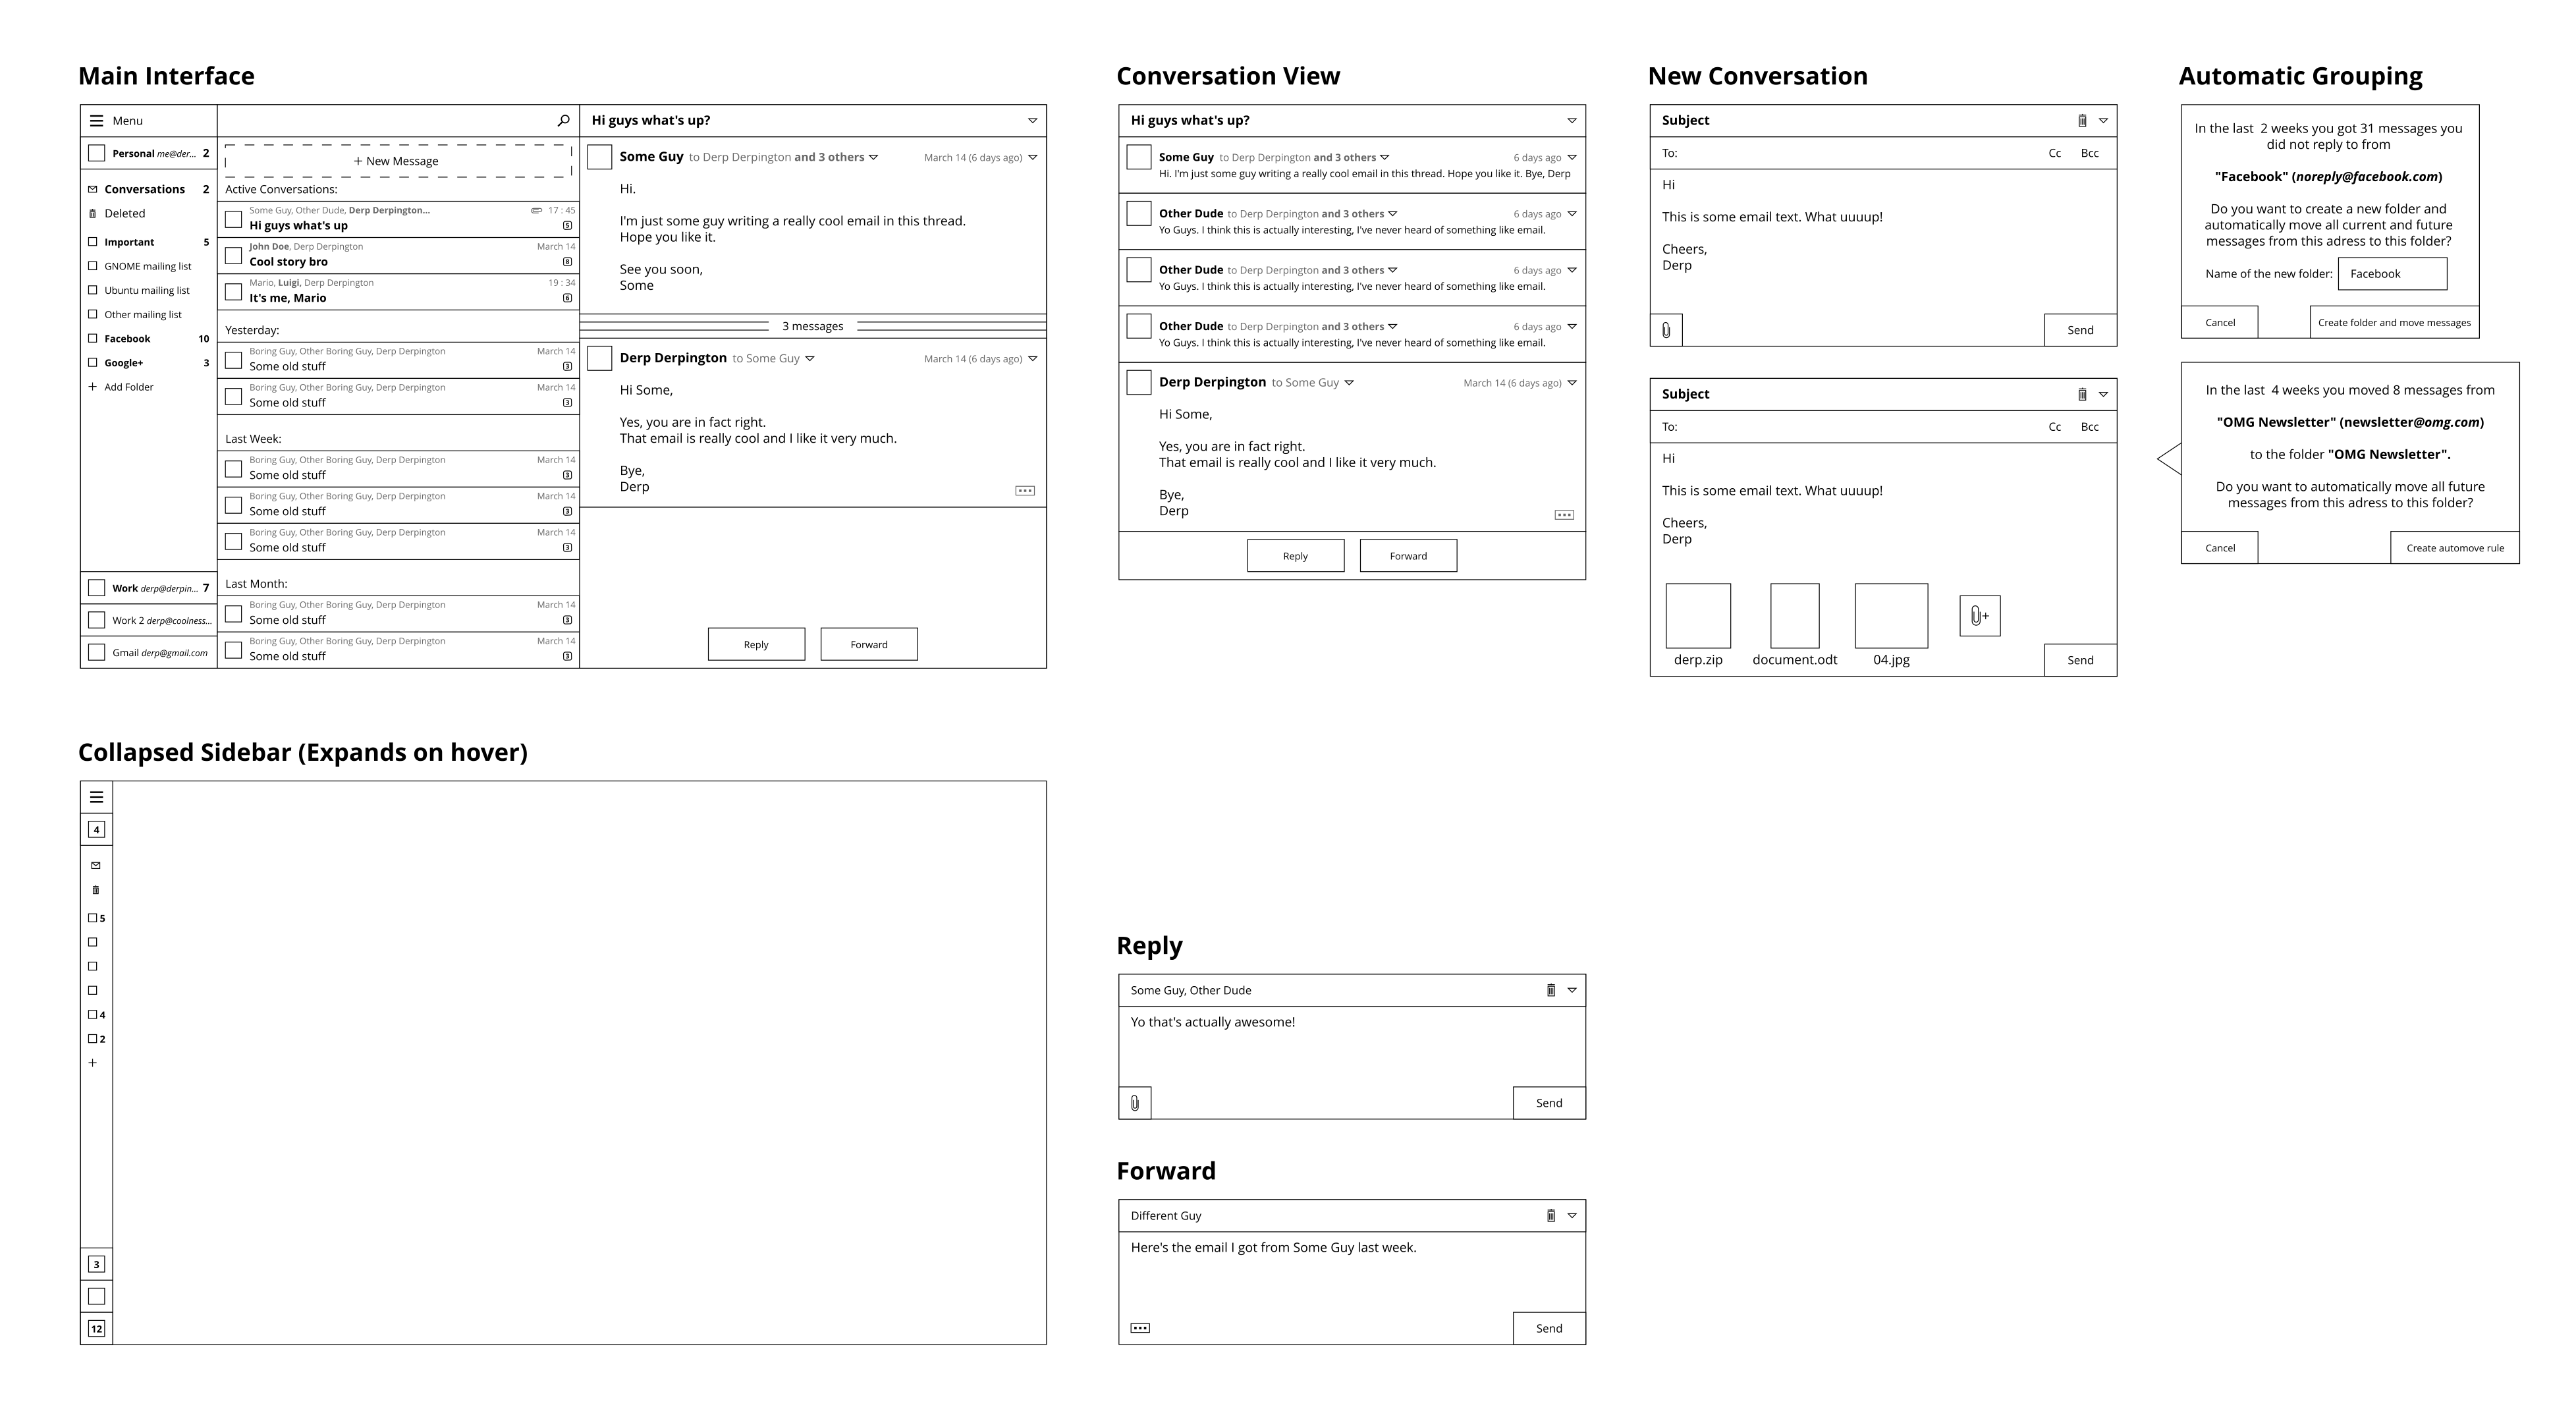 Main Interface
Menu
Personal me@der... 2
Conversations 2
Deleted
Important 5
GNOME mailing list
Ubuntu mailing list
Other mailing list
Facebook 10
Google+ 3
+ Add Folder
Work derp@derpin... 7
Work 2 derp@coolness...
Gmail derp@gmail.com
+ New Message
Active Conversations:
Some Guy, Other Dude, Derp Derpington... 17 : 45
Hi guys what's up 5
John Doe, Derp Derpington March 14
Cool story bro 8
Mario, Luigi, Derp Derpington 19 : 34
It's me, Mario 6
Yesterday:
Boring Guy, Other Boring Guy, Derp Derpington March 14
Some old stuff 3
Boring Guy, Other Boring Guy, Derp Derpington March 14
Some old stuff 3
Last Week:
Boring Guy, Other Boring Guy, Derp Derpington March 14
Some old stuff 3
Boring Guy, Other Boring Guy, Derp Derpington March 14
Some old stuff 3
Boring Guy, Other Boring Guy, Derp Derpington March 14
Some old stuff 3
Last Month:
Boring Guy, Other Boring Guy, Derp Derpington March 14
Some old stuff 3
Boring Guy, Other Boring Guy, Derp Derpington March 14
Some old stuff 3
Hi guys what's up?
Some Guy to Derp Derpington and 3 others March 14 (6 days ago)
Hi.
I'm just some guy writing a really cool email in this thread.
Hope you like it.
See you soon,
Some
3 messages
Derp Derpington to Some Guy March 14 (6 days ago)
Hi Some,
Yes, you are in fact right.
That email is really cool and I like it very much.
Bye,
Derp
Reply Forward
Conversation View
Hi guys what's up?
Some Guy to Derp Derpington and 3 others 6 days ago
Hi. I'm just some guy writing a really cool email in this thread. Hope you like it. Bye, Derp
Other Dude to Derp Derpington and 3 others 6 days ago
Yo Guys. I think this is actually interesting, I've never heard of something like email.
Other Dude to Derp Derpington and 3 others 6 days ago
Yo Guys. I think this is actually interesting, I've never heard of something like email.
Other Dude to Derp Derpington and 3 others 6 days ago
Yo Guys. I think this is actually interesting, I've never heard of something like email.
Derp Derpington to Some Guy March 14 (6 days ago)
Hi Some,
Yes, you are in fact right.
That email is really cool and I like it very much.
Bye,
Derp
Reply Forward
New Conversation
Subject
To: Cc Bcc
Hi
This is some email text. What uuuup!
Cheers,
Derp
Send
Subject
To: Cc Bcc
Hi
This is some email text. What uuuup!
Cheers,
Derp
derp.zip document.odt 04.jpg
+
Send
Automatic Grouping
In the last 2 weeks you got 31 messages you
did not reply to from
"Facebook" (noreply@facebook.com)
Do you want to create a new folder and
automatically move all current and future
messages from this adress to this folder?
Name of the new folder: Facebook
Cancel Create folder and move messages
In the last 4 weeks you moved 8 messages from
"OMG Newsletter" (newsletter@omg.com)
to the folder "OMG Newsletter".
Do you want to automatically move all future
messages from this adress to this folder?
Cancel Create automove rule
Collapsed Sidebar (Expands on hover)
4
5
4
2
+
3
12
Reply
Some Guy, Other Dude
Yo that's actually awesome!
Send
Forward
Different Guy
Here's the email I got from Some Guy last week.
Send